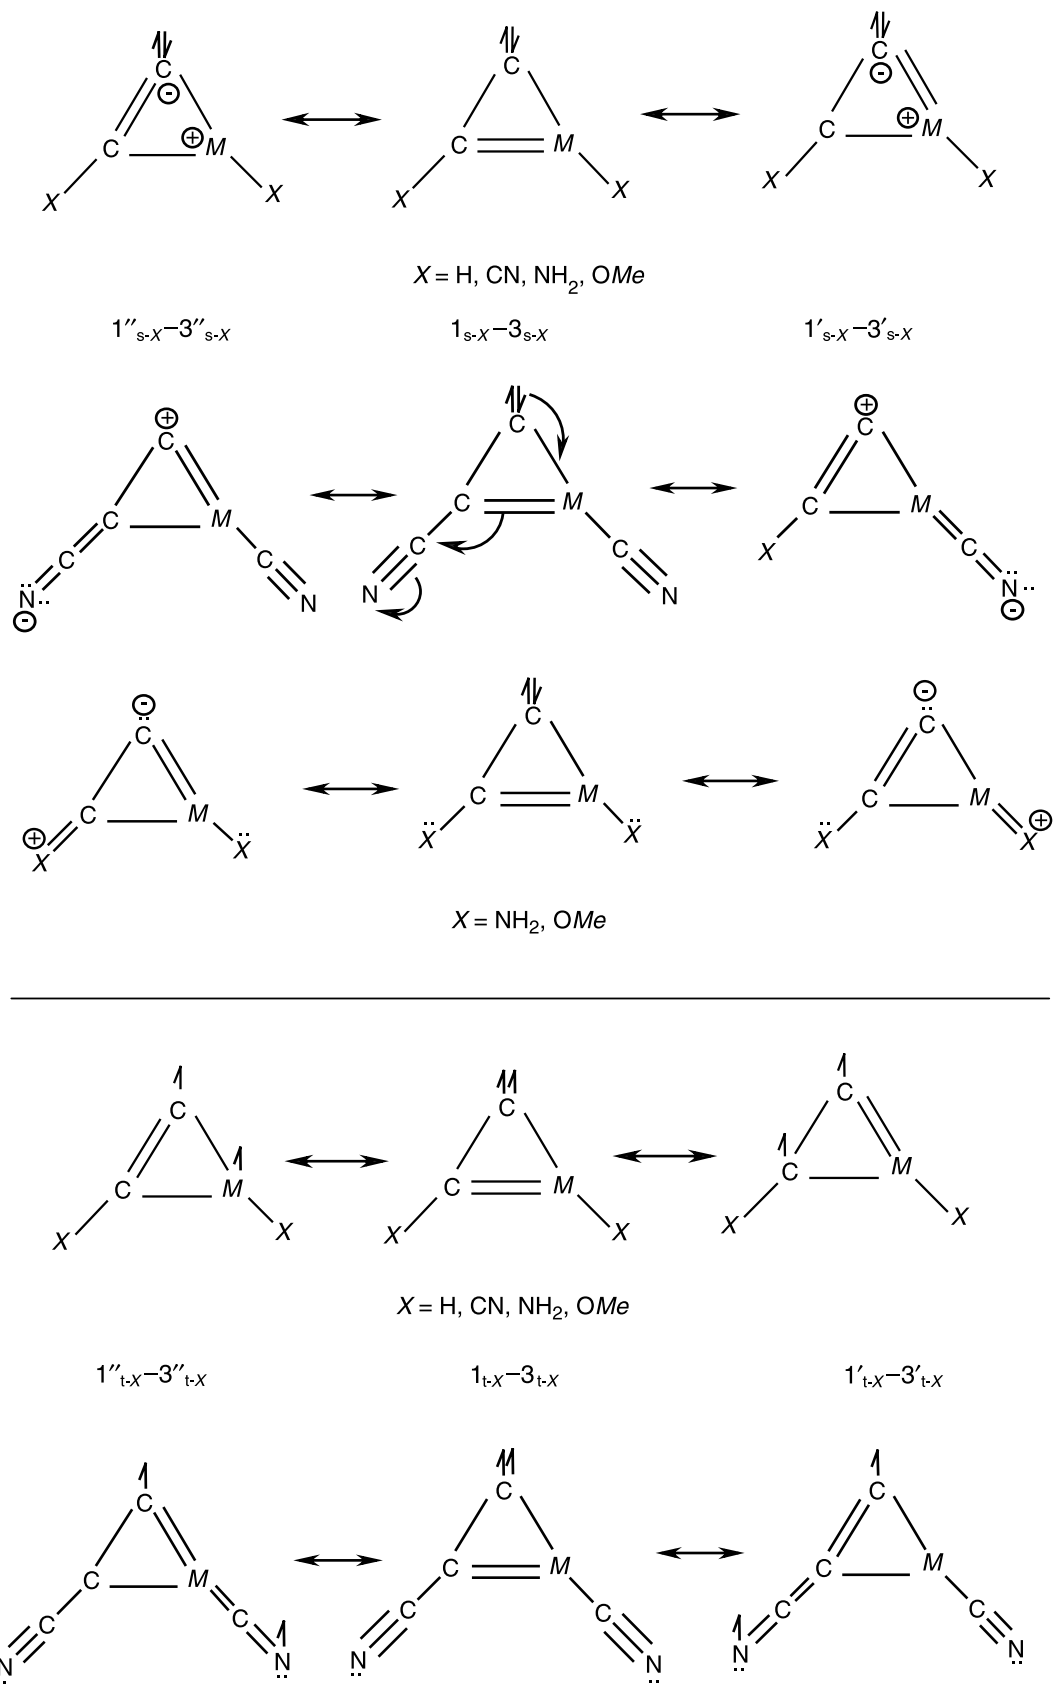 C - C + M X X
C C M X X
C - C + M X X
X = H, CN, NH2, OMe
1″s-X–3″s-X 1s-X–3s-X 1′s-X–3′s-X
+ C C M C N - C N
C C M C N C N
+ C C M X C N -
- C C M + X X
C C M X X
- C C M X X +
X = NH2, OMe
C C M X X
C C M X X
C C M X X
X = H, CN, NH2, OMe
1″t-X–3″t-X 1t-X–3t-X 1′t-X–3′t-X
C C M C N C N
C C M C N C N
C C M C N C N